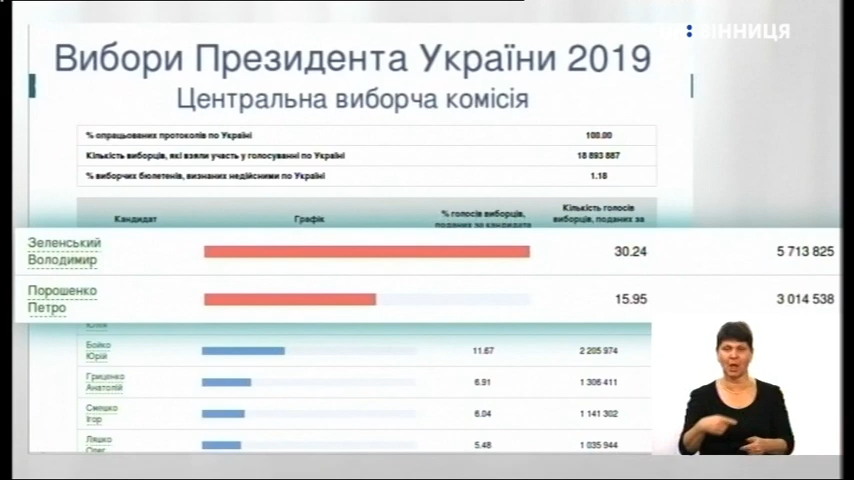 ВІННИЦЯ
Вибори Президента України 2019
Центральна виборча комісія
% опрацьованих протоколів по Україні 100.00
Кількість виборців, які взяли участь у голосуванні по Україні 18 893 887
% виборчих бюлетенів, визнаних недійсними по Україні 1.18
Кандидат Графік % голосів виборців, поданих за кандидата Кількість голосів виборців, поданих за
Зеленський
Володимир 30.24 5 713 825
Порошенко
Петро 15.95 3 014 538
Юлія
Бойко
Юрій 11.67 2 205 974
Гриценко
Анатолій 6.91 1 306 411
Смешко
Ігор 6.04 1 141 302
Ляшко
Олег 5.48 1 035 944